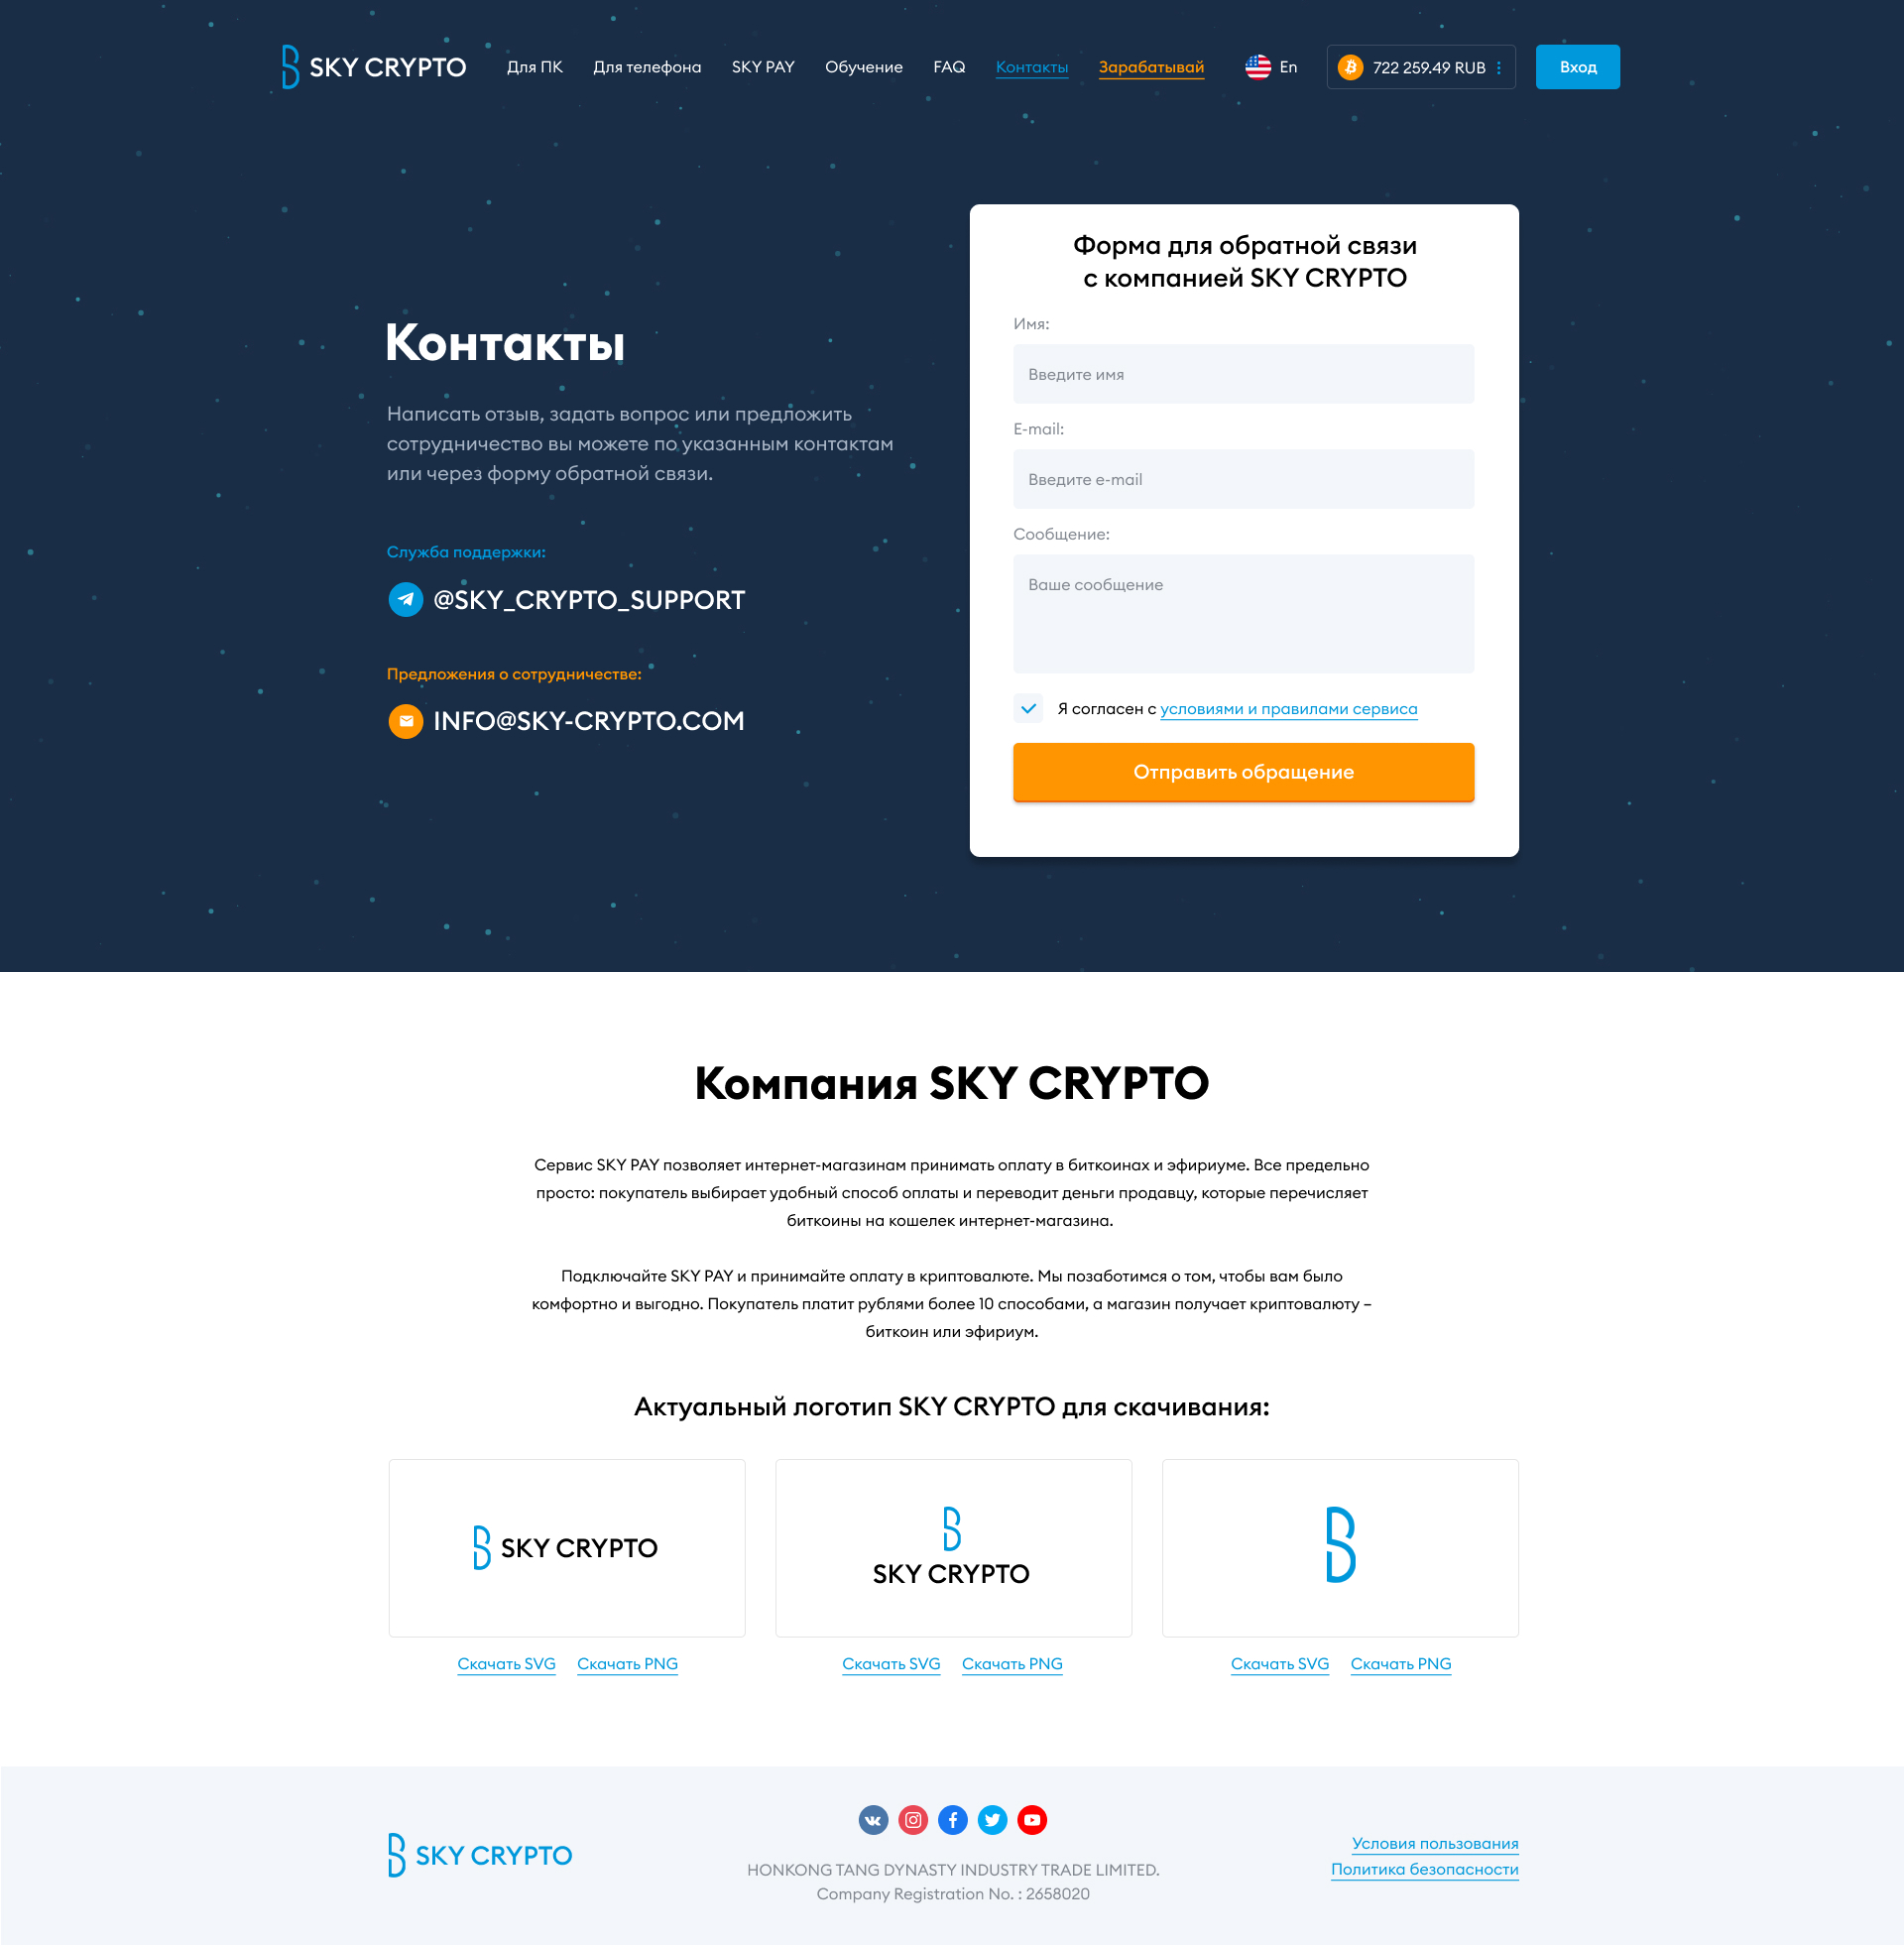 SKY CRYPTO
Для ПК
Для телефона
SKY PAY
Обучение
FAQ
Контакты
Зарабатывай
En
722 259.49 RUB
Вход
Контакты
Написать отзыв, задать вопрос или предложить
сотрудничество вы можете по указанным контактам
или через форму обратной связи.
Служба поддержки:
@SKY_CRYPTO_SUPPORT
Предложения о сотрудничестве:
INFO@SKY-CRYPTO.COM
Форма для обратной связи
с компанией SKY CRYPTO
Имя:
Введите имя
E-mail:
Введите e-mail
Сообщение:
Ваше сообщение
Я согласен с условиями и правилами сервиса
Отправить обращение
Компания SKY CRYPTO
Сервис SKY PAY позволяет интернет-магазинам принимать оплату в биткоинах и эфириуме. Все предельно
просто: покупатель выбирает удобный способ оплаты и переводит деньги продавцу, которые перечисляет
биткоины на кошелек интернет-магазина.
Подключайте SKY PAY и принимайте оплату в криптовалюте. Мы позаботимся о том, чтобы вам было
комфортно и выгодно. Покупатель платит рублями более 10 способами, а магазин получает криптовалюту –
биткоин или эфириум.
Актуальный логотип SKY CRYPTO для скачивания:
SKY CRYPTO
SKY CRYPTO
Скачать SVG
Скачать PNG
Скачать SVG
Скачать PNG
Скачать SVG
Скачать PNG
SKY CRYPTO
HONKONG TANG DYNASTY INDUSTRY TRADE LIMITED.
Company Registration No. : 2658020
Условия пользования
Политика безопасности